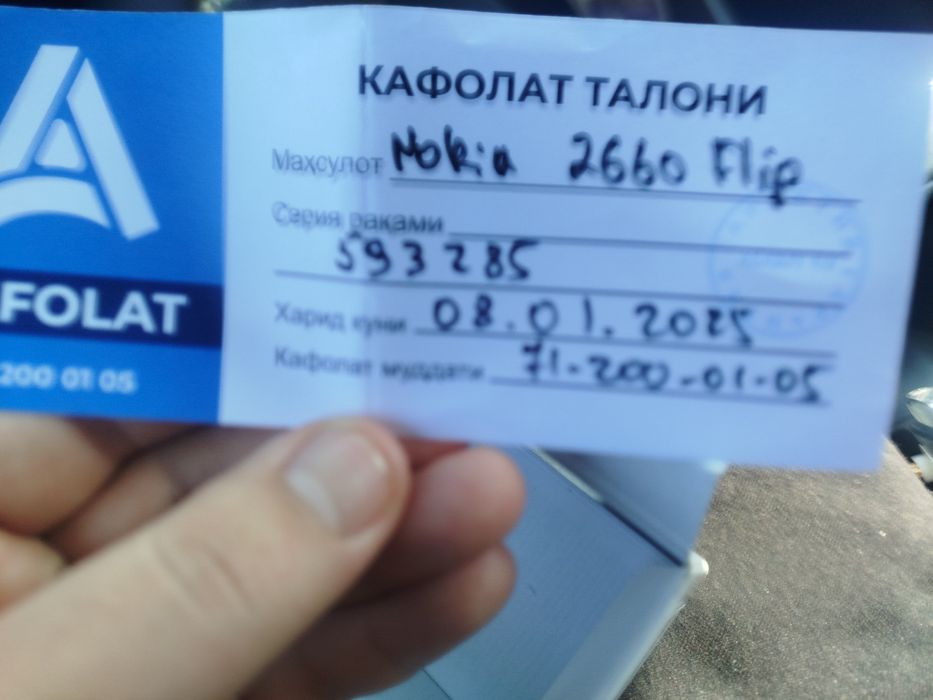 КАФОЛАТ ТАЛОНИ
Маҳсулот Nokia 2660 Flip
Серия рақами
593285
Харид куни 08.01.2025
Кафолат муддати 71-200-01-05
FOLAT
200 01 05